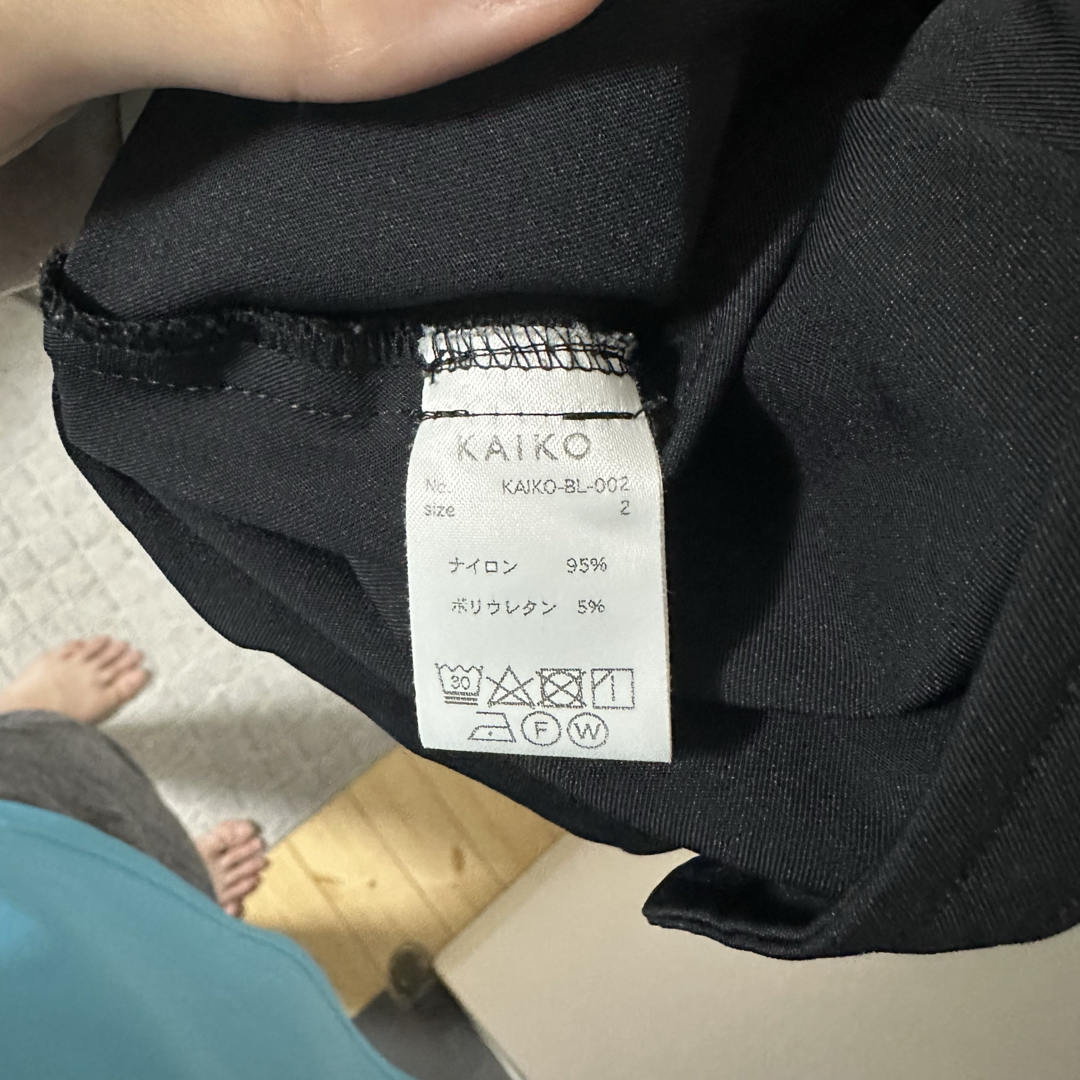 KAIKO
No. KAIKO-BL-002
size 2
ナイロン 95%
ポリウレタン 5%
30
F W